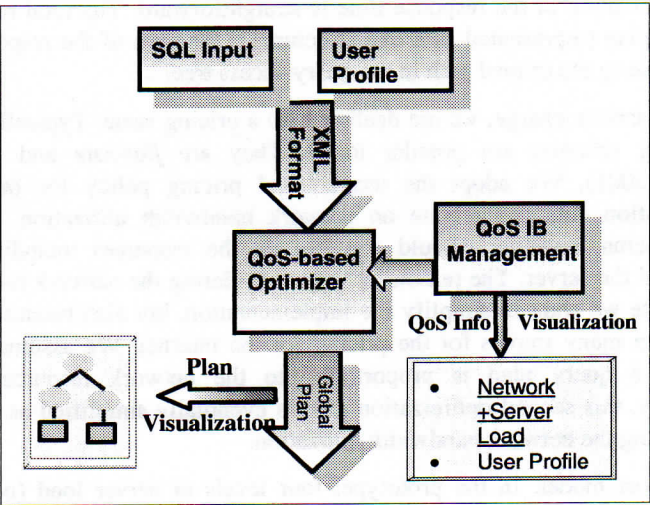 SQL Input
User
Profile
XML
Format
QoS-based
Optimizer
QoS IB
Management
QoS Info
Visualization
Plan
Visualization
Global
Plan
Network
+Server
Load
• User Profile